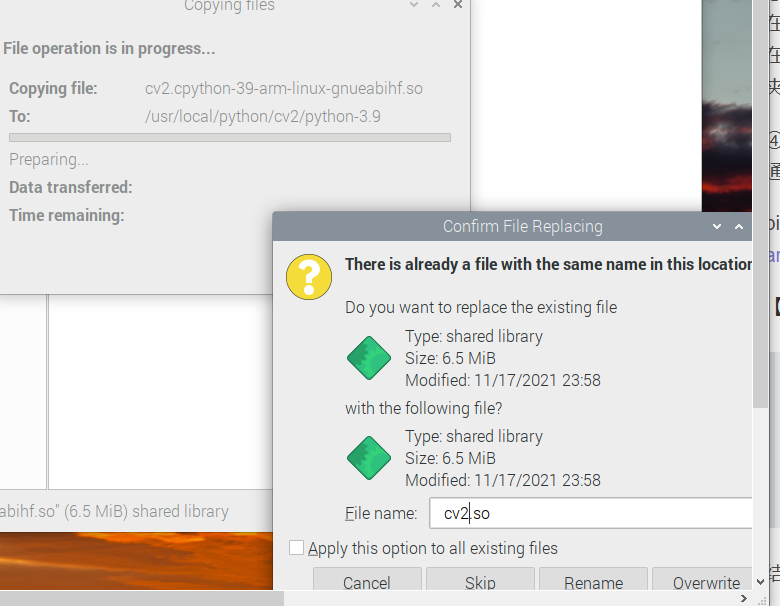 Copying files
File operation is in progress...
Copying file: cv2.cpython-39-arm-linux-gnueabihf.so
To: /usr/local/python/cv2/python-3.9
Preparing...
Data transferred:
Time remaining:
Confirm File Replacing
There is already a file with the same name in this location
Do you want to replace the existing file
Type: shared library
Size: 6.5 MiB
Modified: 11/17/2021 23:58
with the following file?
Type: shared library
Size: 6.5 MiB
Modified: 11/17/2021 23:58
File name: cv2.so
Apply this option to all existing files
Cancel Skip Rename Overwrite
abihf.so" (6.5 MiB) shared library
④